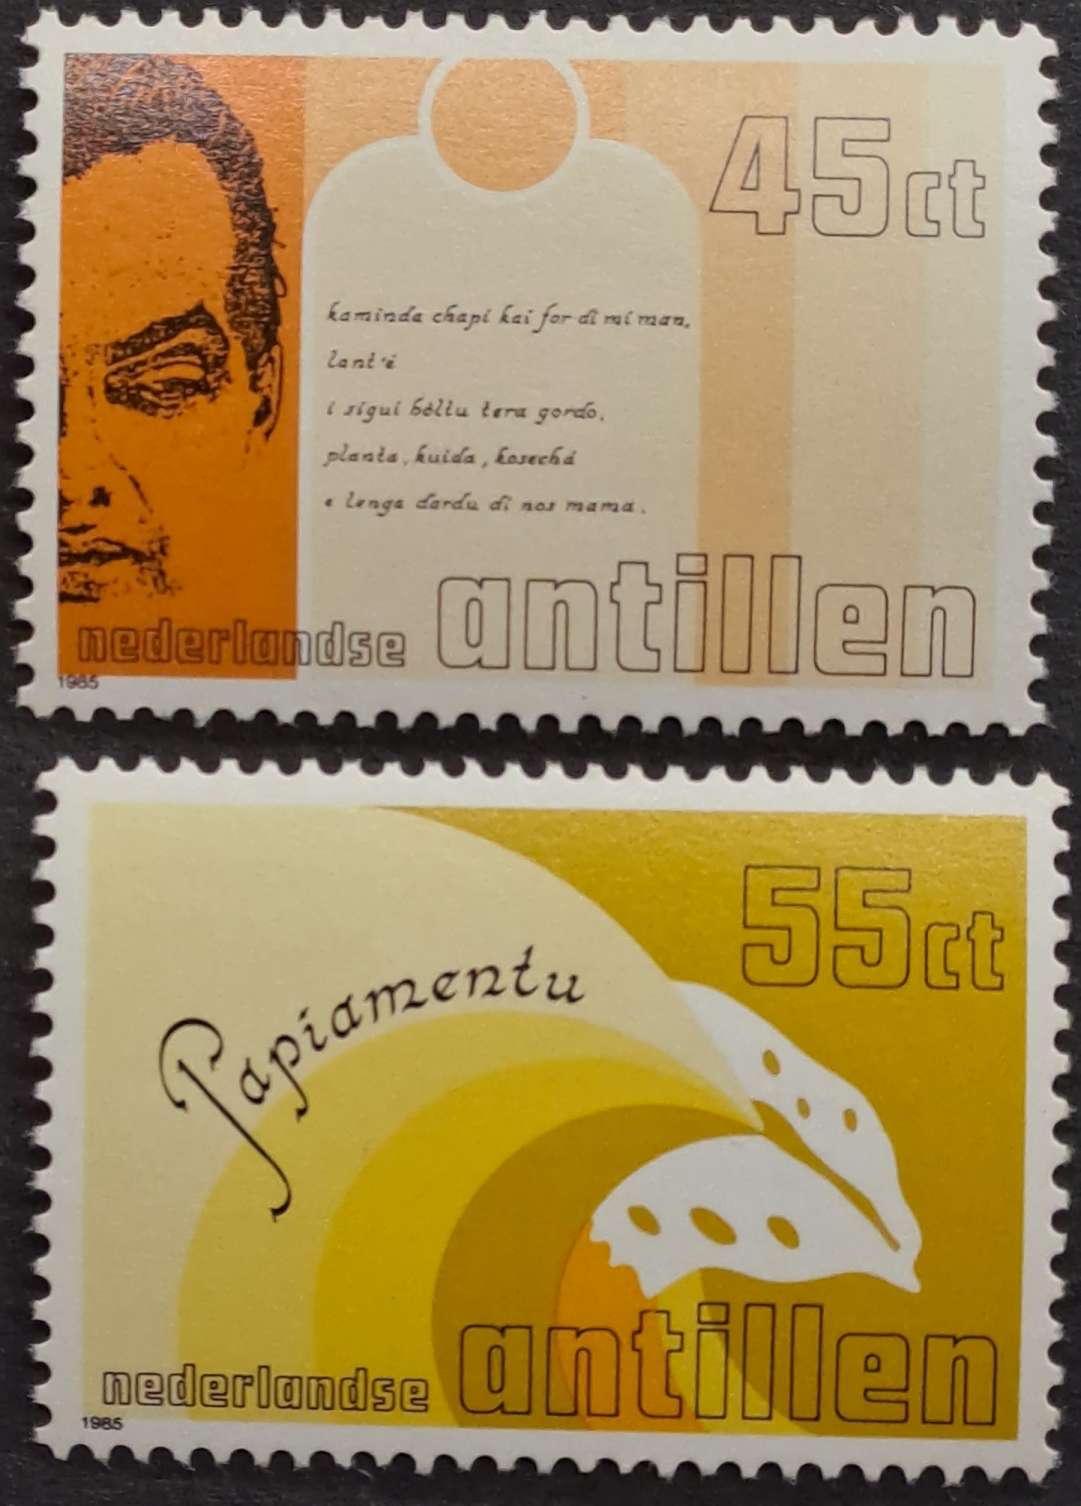 45ct
kaminda chapi kai for di mi man,
lant'é
i sigui bòltu tera gordo,
planta, kuida, kosechá
e lenga dardu di nos mama.
nederlandse antillen
1985
55ct
Papiamentu
nederlandse antillen
1985